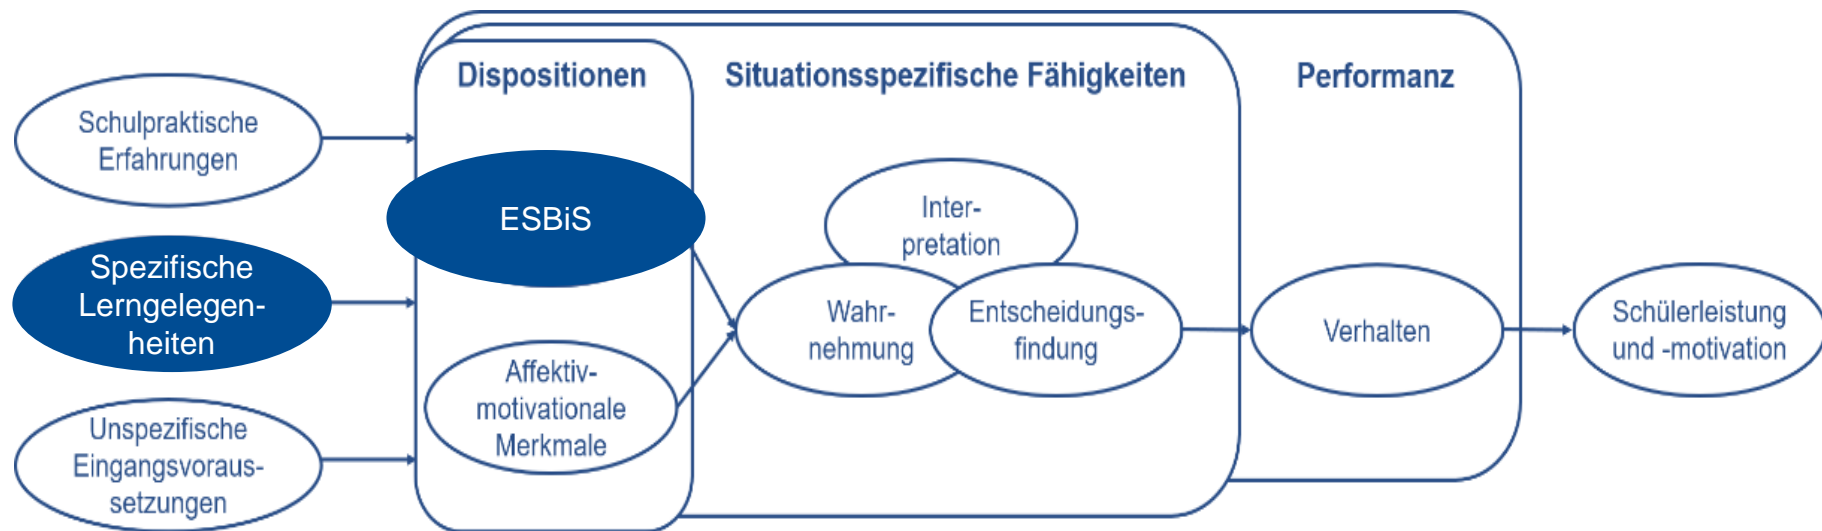 Dispositionen
Situationsspezifische Fähigkeiten
Performanz
Schulpraktische
Erfahrungen
Spezifische
Lerngelegen-
heiten
Unspezifische
Eingangsvoraus-
setzungen
ESBiS
Affektiv-
motivationale
Merkmale
Inter-
pretation
Wahr-
nehmung
Entscheidungs-
findung
Verhalten
Schülerleistung
und -motivation